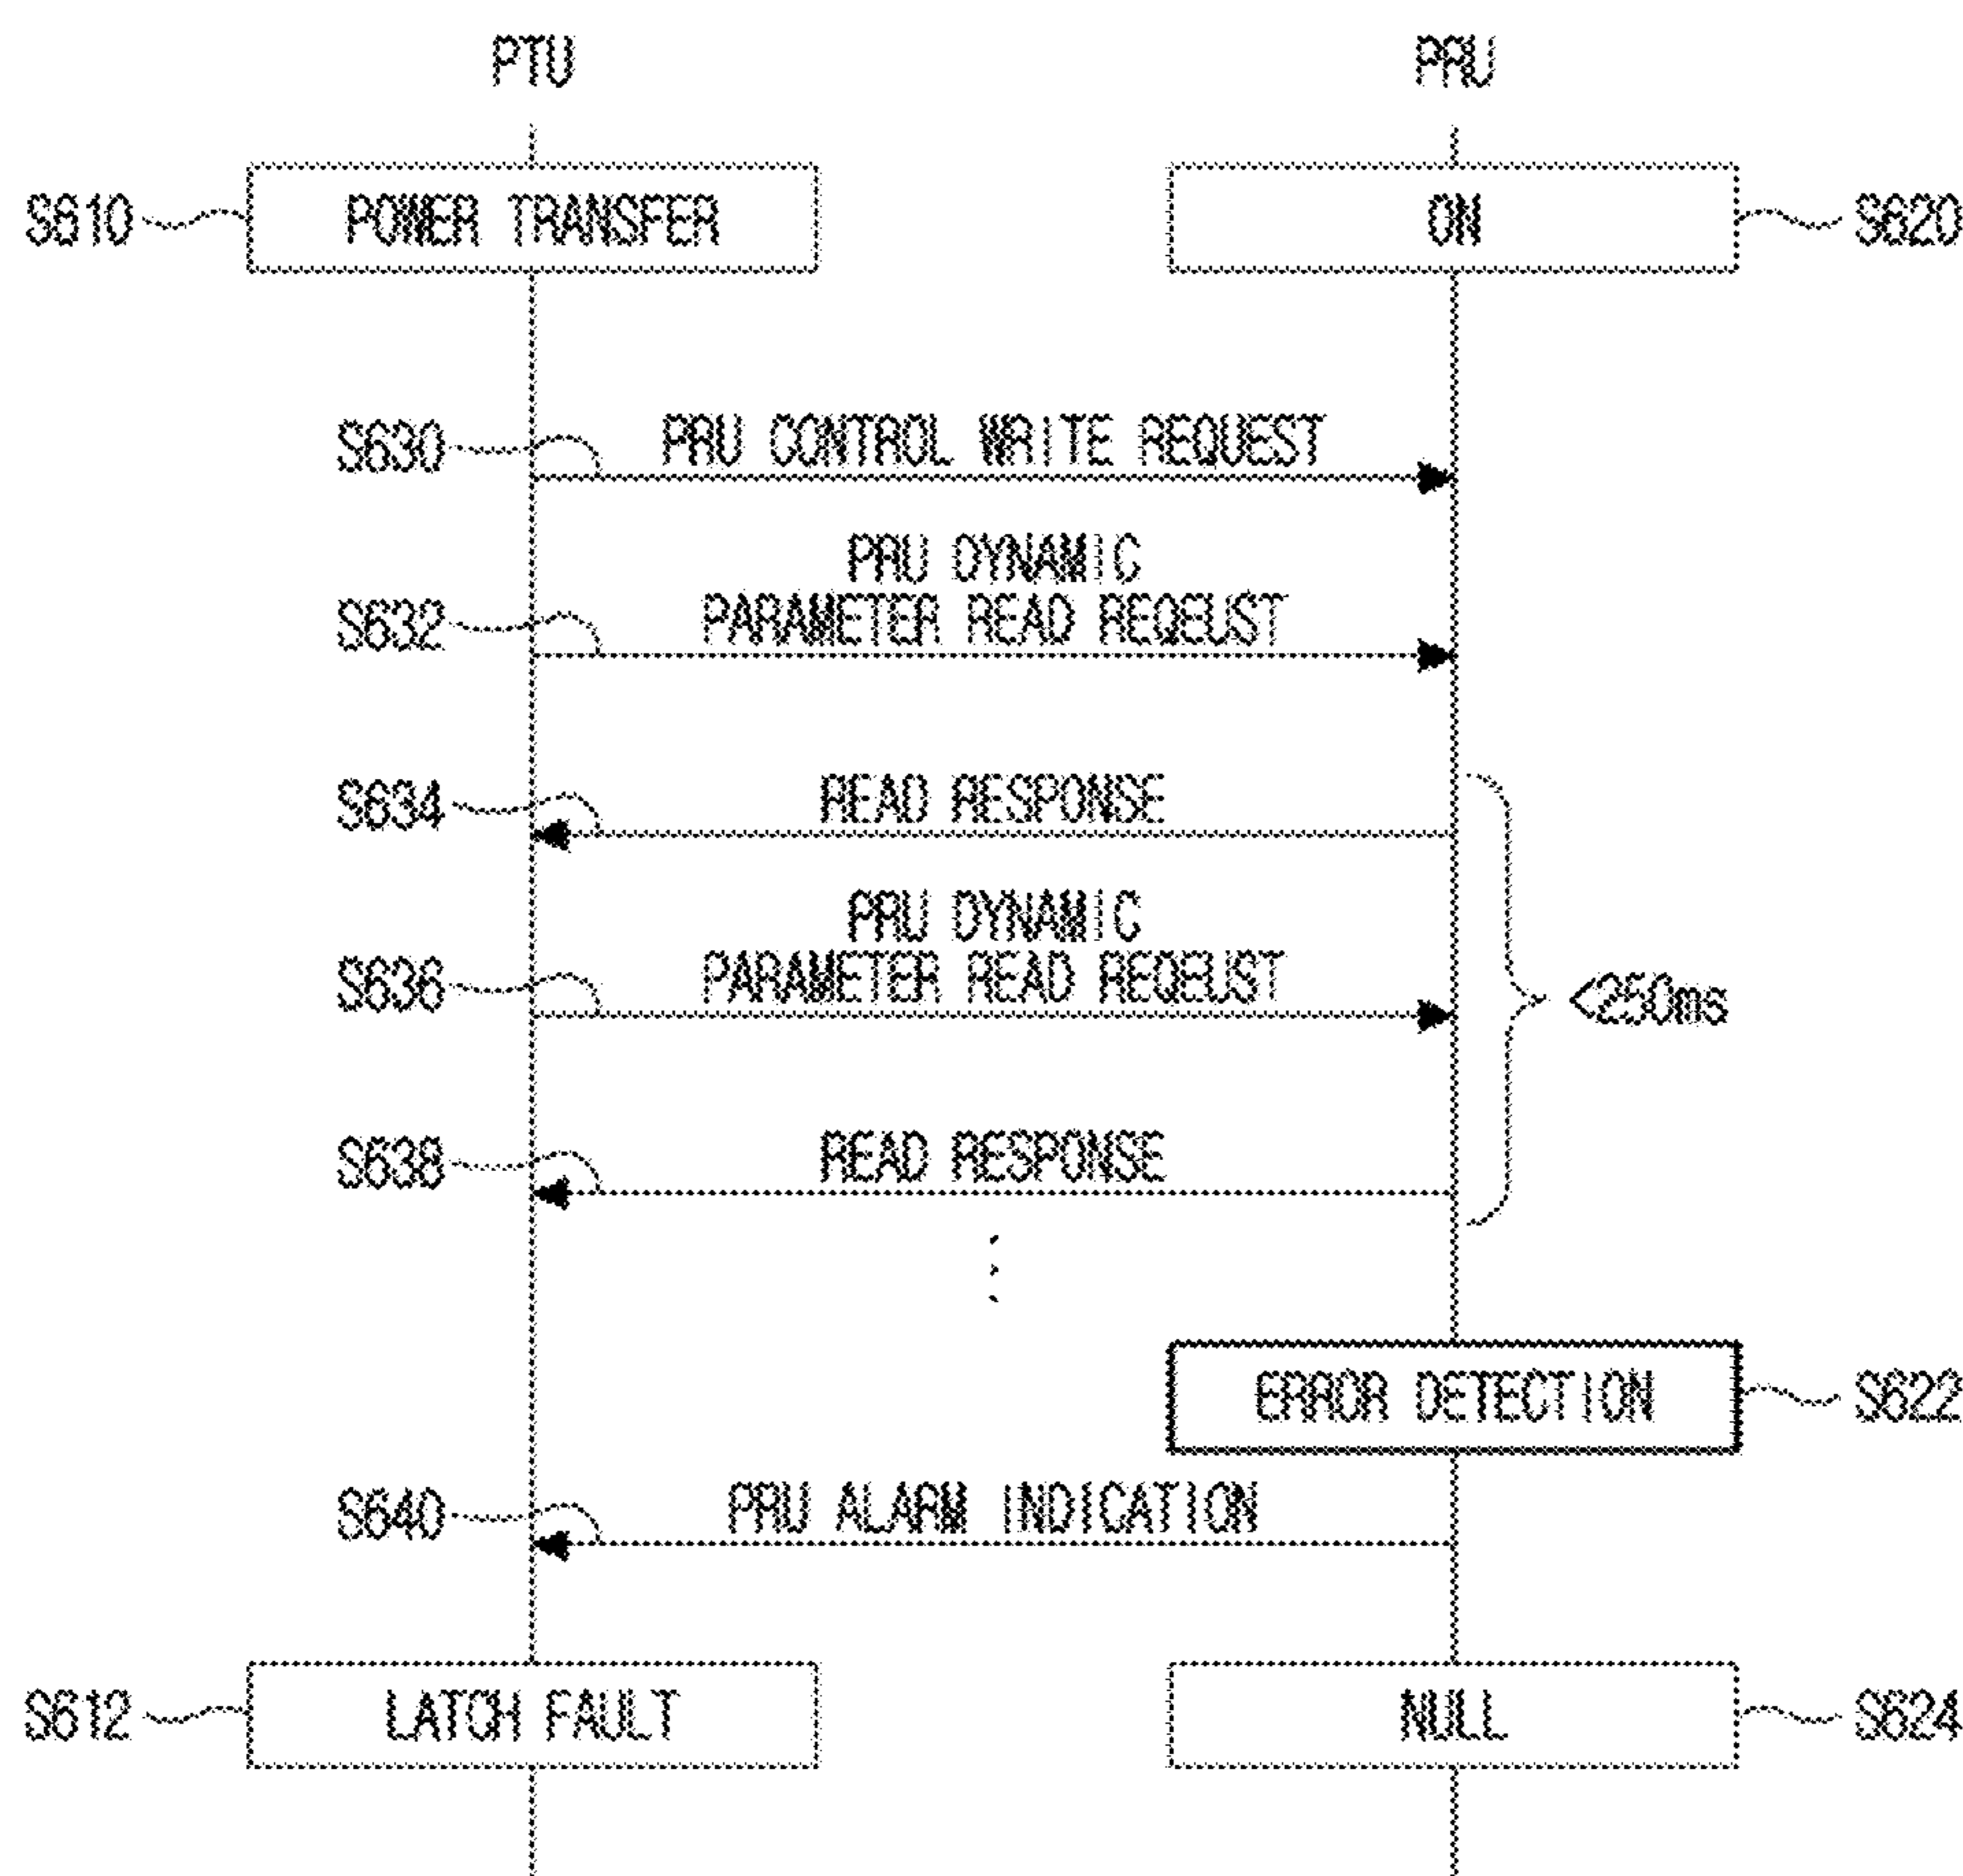 PTU
PRU
S610
POWER TRANSFER
ON
S620
S630
PRU CONTROL WRITE REQUEST
PRU DYNAMIC
S632
PARAMETER READ REQEUST
S634
READ RESPONSE
PRU DYNAMIC
S636
PARAMETER READ REQEUST
<250ms
S638
READ RESPONSE
ERROR DETECTION
S622
S640
PRU ALARM INDICATION
S612
LATCH FAULT
NULL
S624